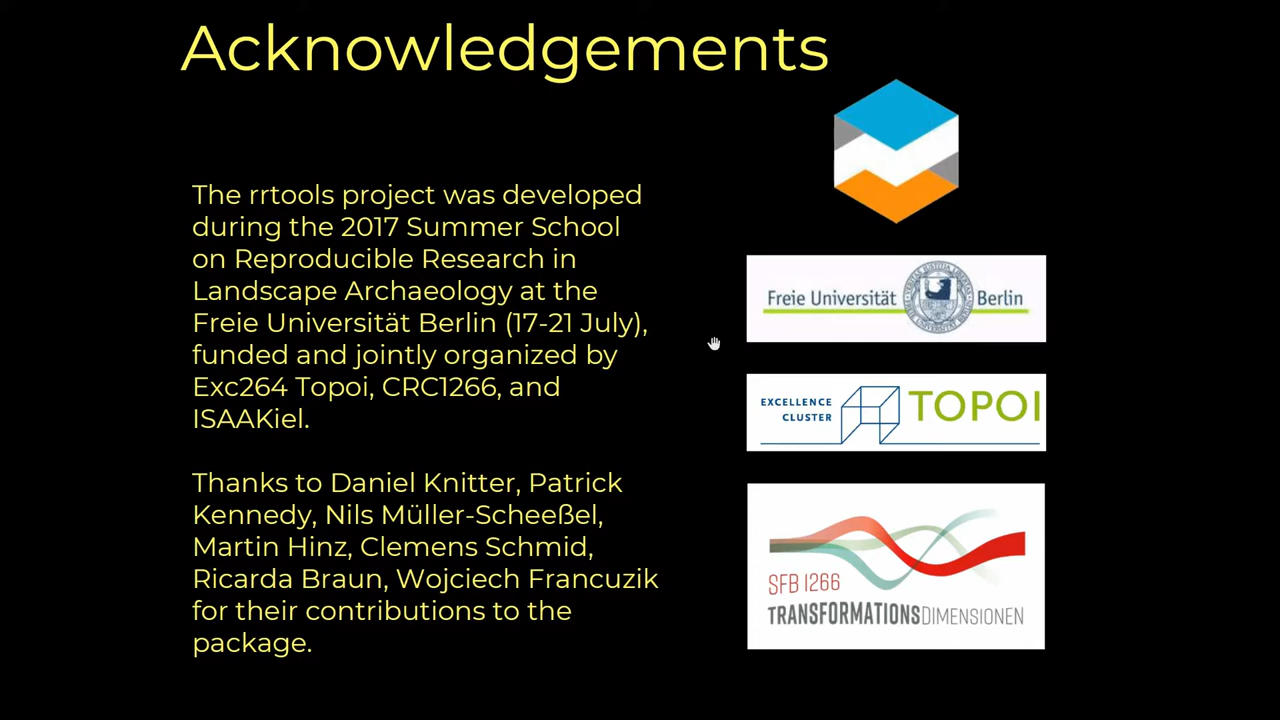 Acknowledgements
The rrtools project was developed
during the 2017 Summer School
on Reproducible Research in
Landscape Archaeology at the
Freie Universität Berlin (17-21 July),
funded and jointly organized by
Exc264 Topoi, CRC1266, and
ISAAKiel.
Thanks to Daniel Knitter, Patrick
Kennedy, Nils Müller-Scheeßel,
Martin Hinz, Clemens Schmid,
Ricarda Braun, Wojciech Francuzik
for their contributions to the
package.
Freie Universität Berlin
EXCELLENCE
CLUSTER
TOPOI
SFB 1266
TRANSFORMATIONSDIMENSIONEN